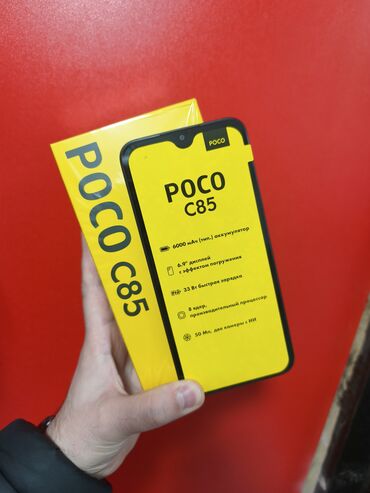 POCO C85
POCO
POCO
C85
6000 мАч (тип.) аккумулятор
6.9" дисплей
с эффектом погружения
33 Вт быстрая зарядка
8 ядер,
производительный процессор
50 Мп, две камеры с ИИ